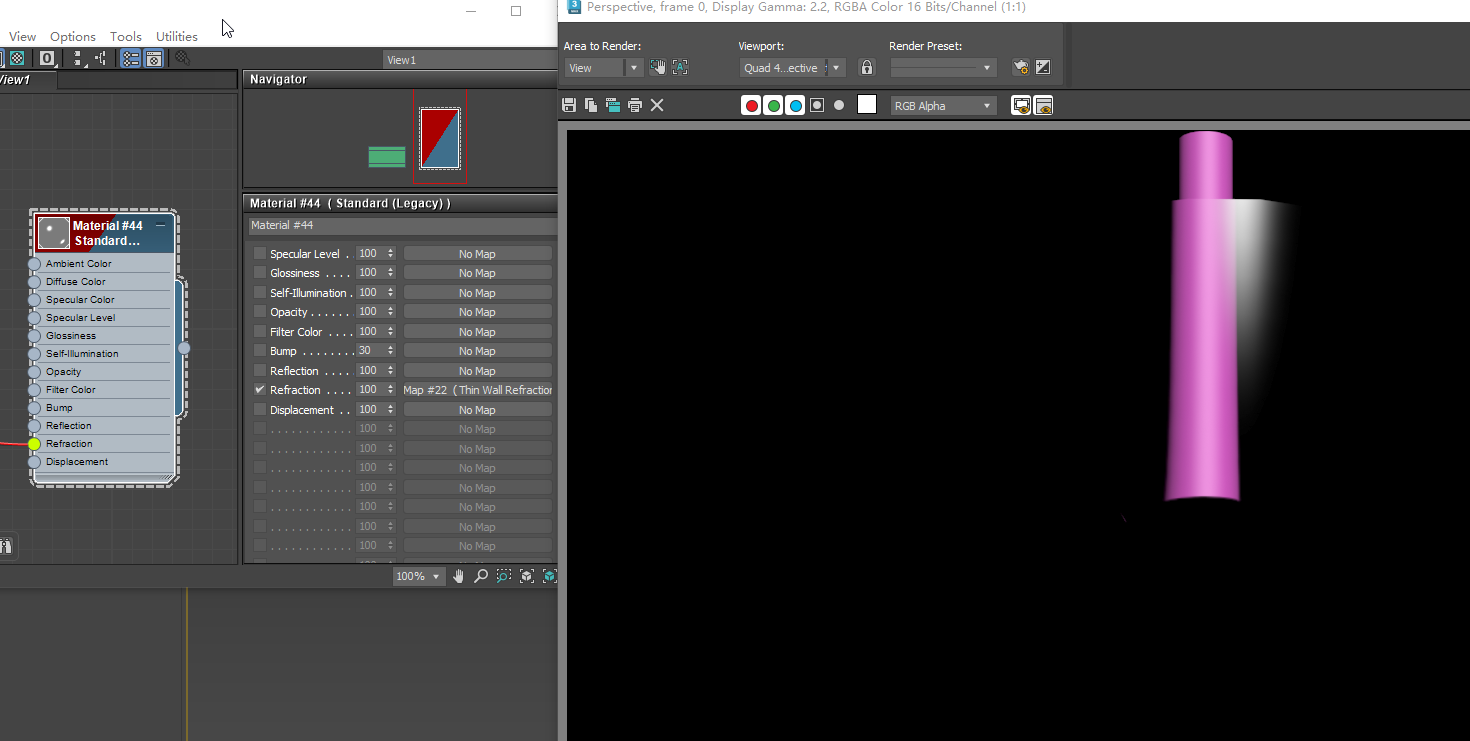 Perspective, frame 0, Display Gamma: 2.2, RGBA Color 16 Bits/Channel (1:1)
View Options Tools Utilities
View1
View1
Navigator
Area to Render:
View
Viewport:
Quad 4...ective
Render Preset:
RGB Alpha
Material #44
Standard...
Ambient Color
Diffuse Color
Specular Color
Specular Level
Glossiness
Self-Illumination
Opacity
Filter Color
Bump
Reflection
Refraction
Displacement
Material #44 ( Standard (Legacy) )
Material #44
Specular Level . 100 No Map
Glossiness . . . . 100 No Map
Self-Illumination . 100 No Map
Opacity . . . . . . 100 No Map
Filter Color . . . . 100 No Map
Bump . . . . . . . . 30 No Map
Reflection . . . . 100 No Map
Refraction . . . . 100 Map #22 ( Thin Wall Refraction
Displacement . . 100 No Map
. . . . . . . . . . . . 100 No Map
. . . . . . . . . . . . 100 No Map
. . . . . . . . . . . . 100 No Map
. . . . . . . . . . . . 100 No Map
. . . . . . . . . . . . 100 No Map
. . . . . . . . . . . . 100 No Map
. . . . . . . . . . . . 100 No Map
100%